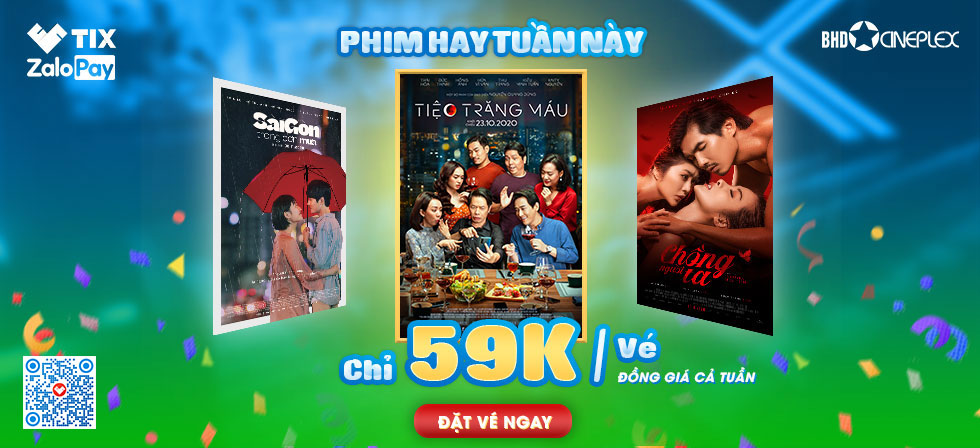 TIX
ZaloPay
PHIM HAY TUẦN NÀY
BHD CINEPLEX
SAIGON
trong cơn mưa
TIỆC TRĂNG MÁU
23.10.2020
Chồng
người
ta
Chỉ 59K / Vé
ĐỒNG GIÁ CẢ TUẦN
ĐẶT VÉ NGAY